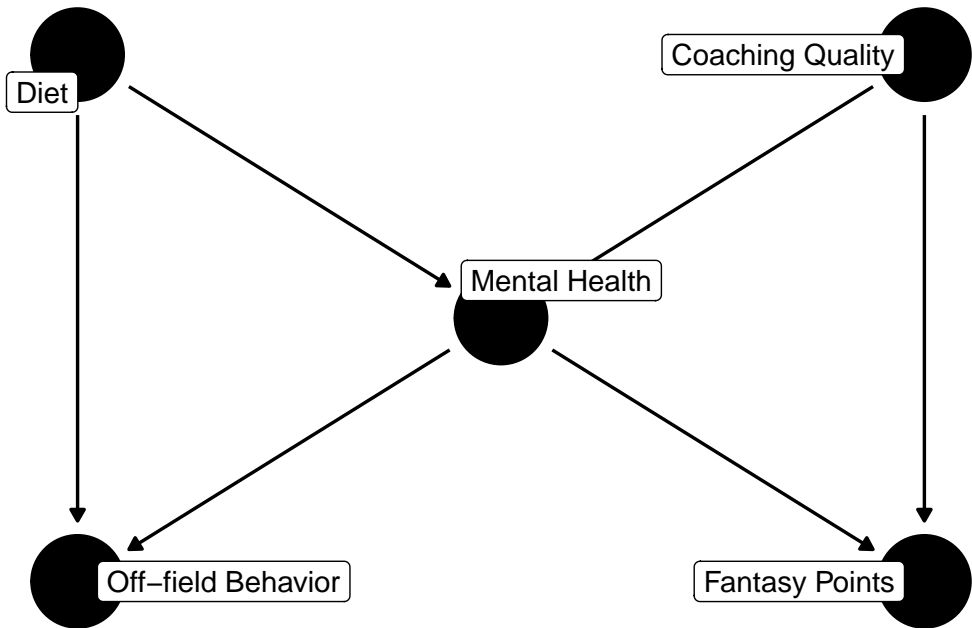 Coaching Quality
Diet
Mental Health
Off−field Behavior
Fantasy Points